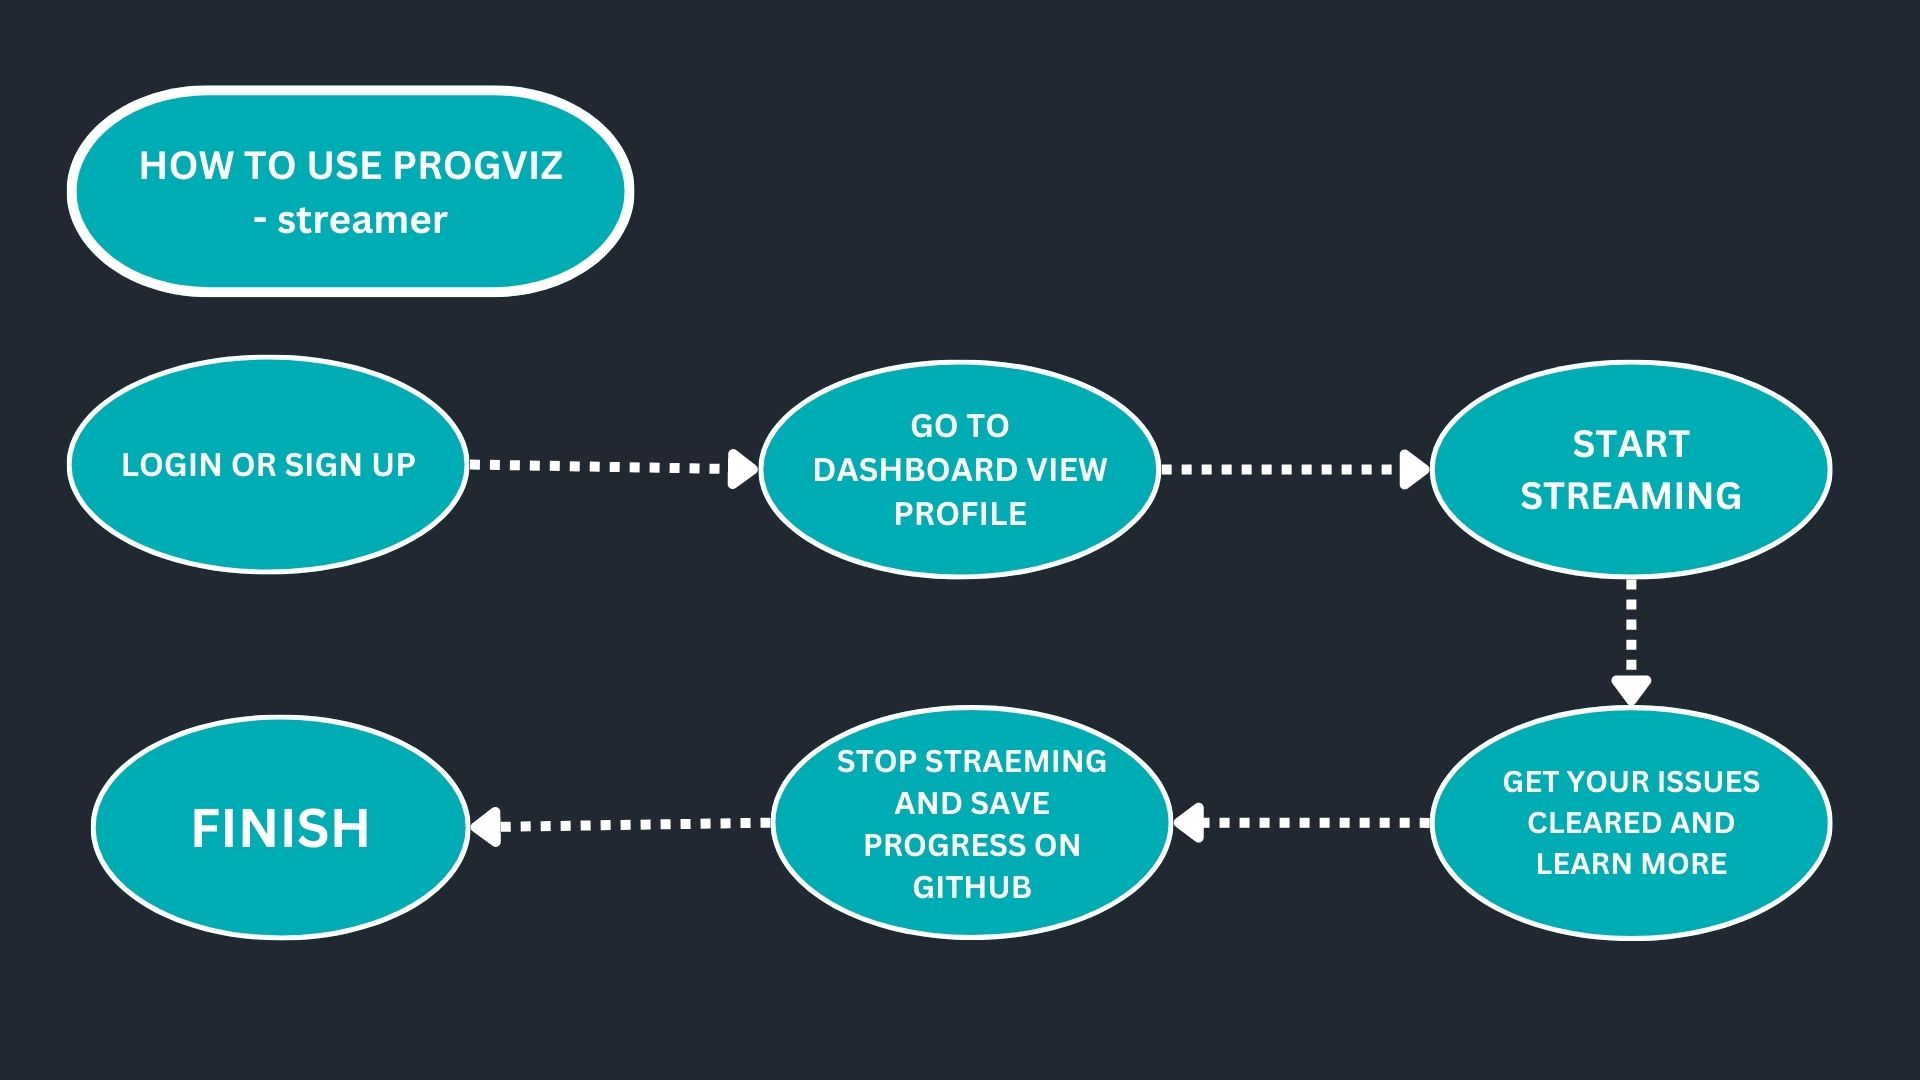 HOW TO USE PROGVIZ
- streamer
LOGIN OR SIGN UP
GO TO
DASHBOARD VIEW
PROFILE
START
STREAMING
GET YOUR ISSUES
CLEARED AND
LEARN MORE
STOP STRAEMING
AND SAVE
PROGRESS ON
GITHUB
FINISH